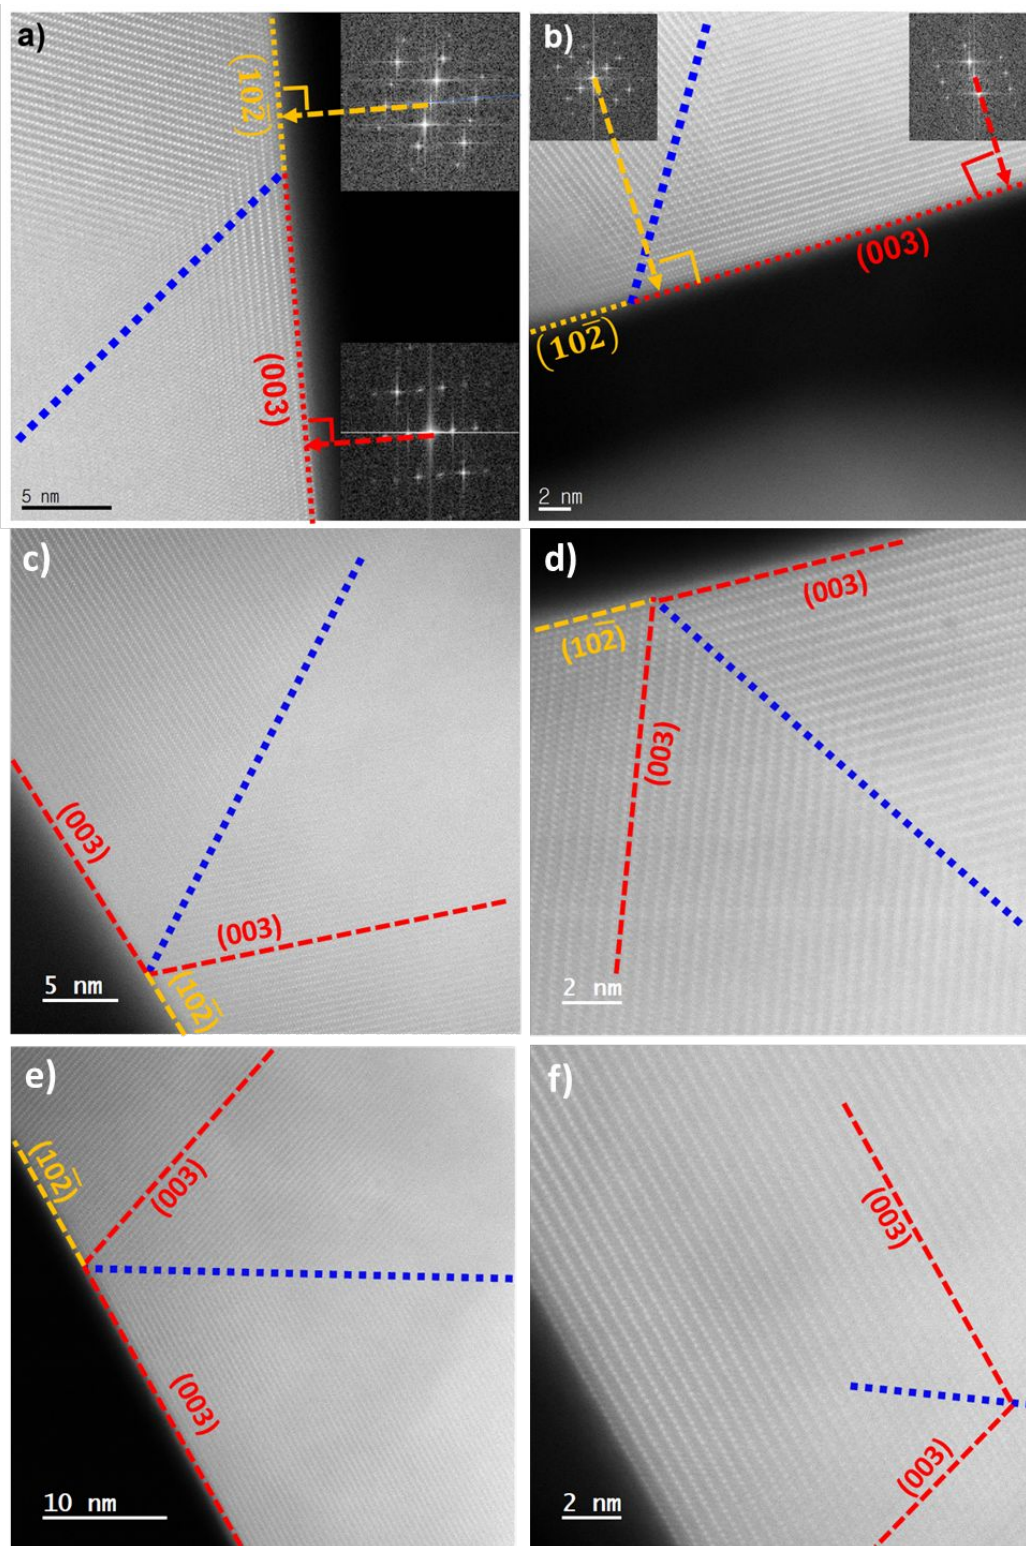 a)
(102̅)
(003)
5 nm
b)
(003)
(102̅)
2 nm
c)
(003)
(003)
(102̅)
5 nm
d)
(003)
(102̅)
(003)
2 nm
e)
(102̅)
(003)
(003)
10 nm
f)
(003)
(003)
2 nm